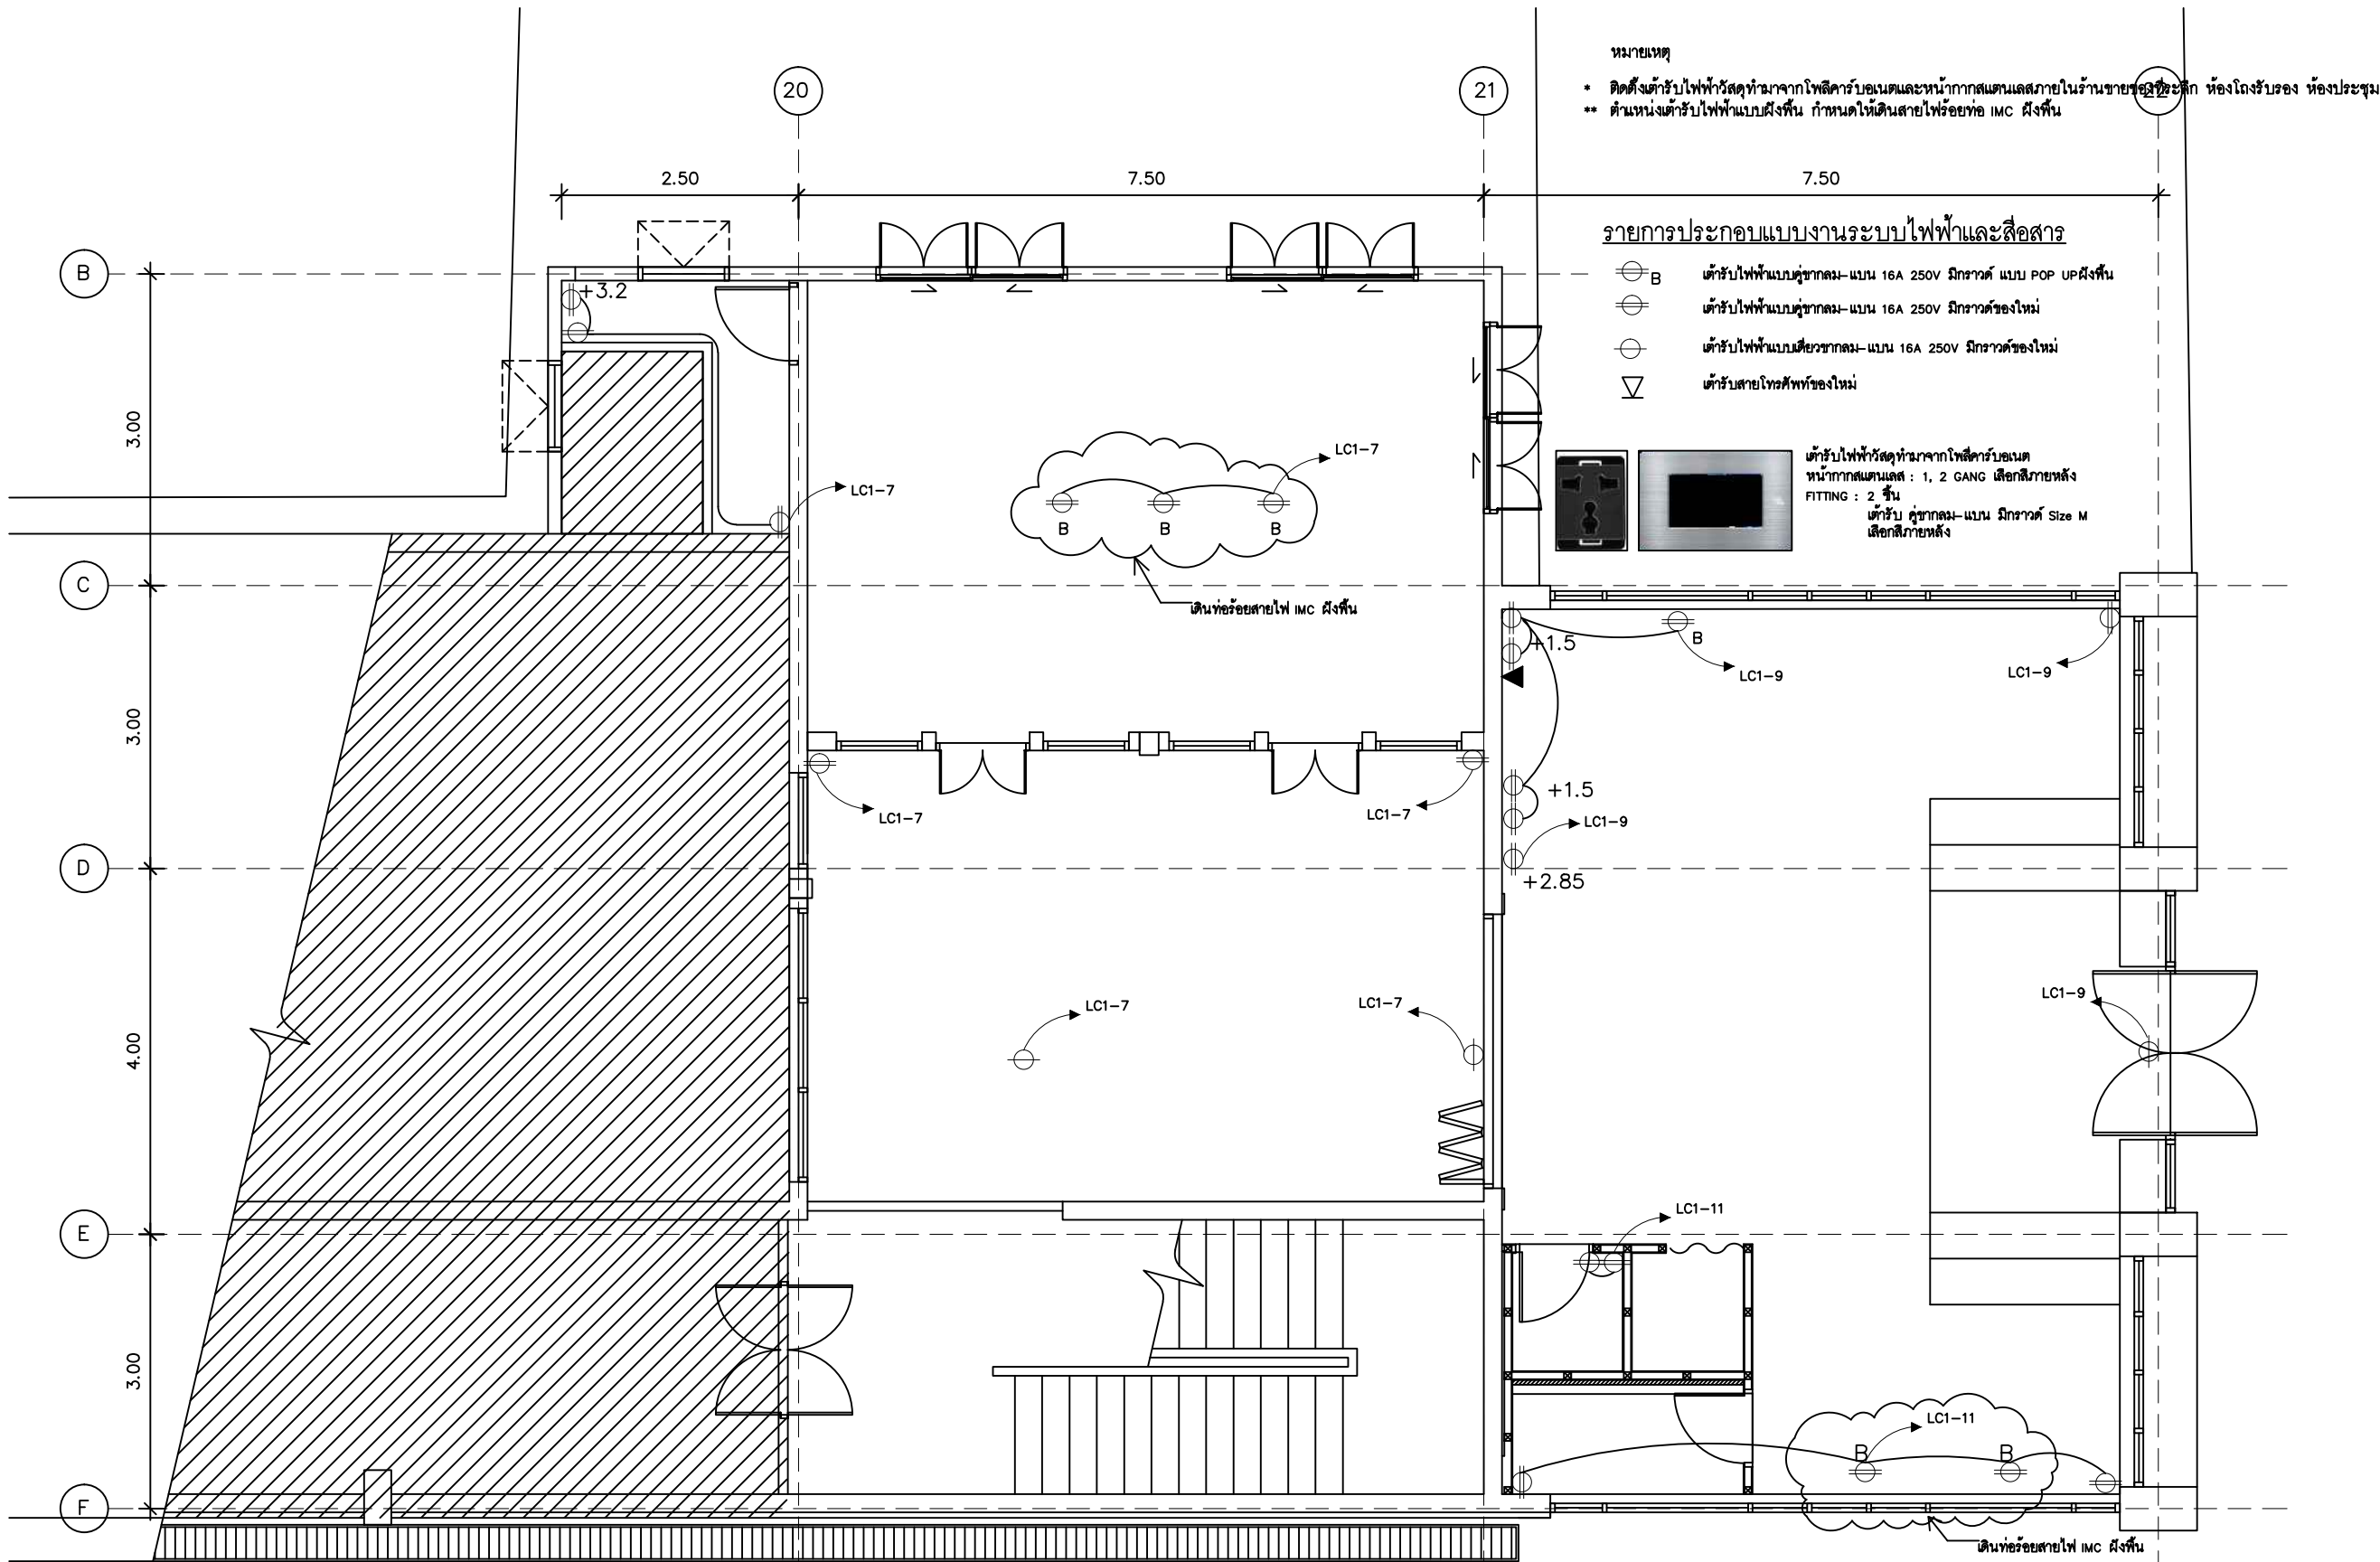 หมายเหตุ
* ติดตั้งเต้ารับไฟฟ้าวัสดุทำมาจากโพลีคาร์บอเนตและหน้ากากสแตนเลสภายในร้านขายของที่ระลึก ห้องโถงรับรอง ห้องประชุม
** ตำแหน่งเต้ารับไฟฟ้าแบบฝังพื้น กำหนดให้เดินสายไฟร้อยท่อ IMC ฝังพื้น
20
21
22
2.50
7.50
7.50
รายการประกอบแบบงานระบบไฟฟ้าและสื่อสาร
B เต้ารับไฟฟ้าแบบคู่ขากลม-แบน 16A 250V มีกราวด์ แบบ POP UPฝังพื้น
เต้ารับไฟฟ้าแบบคู่ขากลม-แบน 16A 250V มีกราวด์ของใหม่
เต้ารับไฟฟ้าแบบเดี่ยวขากลม-แบน 16A 250V มีกราวด์ของใหม่
เต้ารับสายโทรศัพท์ของใหม่
เต้ารับไฟฟ้าวัสดุทำมาจากโพลีคาร์บอเนต
หน้ากากสแตนเลส : 1, 2 GANG เลือกสีภายหลัง
FITTING : 2 ชิ้น
เต้ารับ คู่ขากลม-แบน มีกราวด์ Size M
เลือกสีภายหลัง
B
+3.2
3.00
LC1-7
LC1-7
B B B
C
เดินท่อร้อยสายไฟ IMC ฝังพื้น
+1.5
B
LC1-9
LC1-9
3.00
+1.5
LC1-7
LC1-7
LC1-9
D
+2.85
LC1-9
LC1-7
LC1-7
4.00
LC1-11
E
3.00
LC1-11
B B
F
เดินท่อร้อยสายไฟ IMC ฝังพื้น